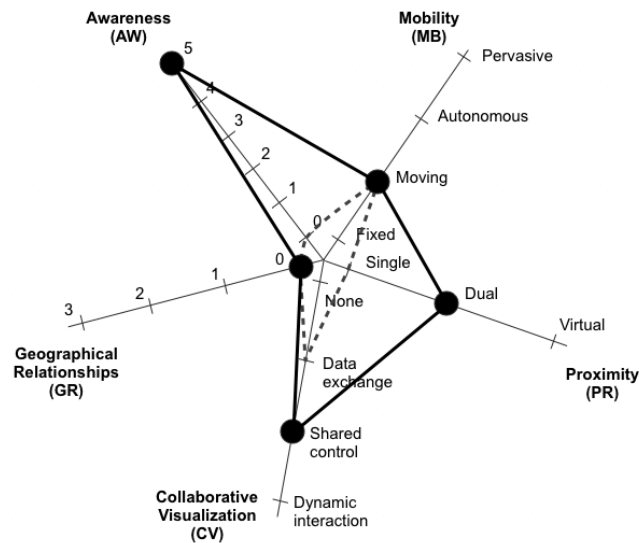 Awareness
(AW)
Mobility
(MB)
5
4
3
2
1
0
Pervasive
Autonomous
Moving
Fixed
Single
Dual
Virtual
Proximity
(PR)
0
1
2
3
Geographical
Relationships
(GR)
None
Data
exchange
Shared
control
Dynamic
interaction
Collaborative
Visualization
(CV)